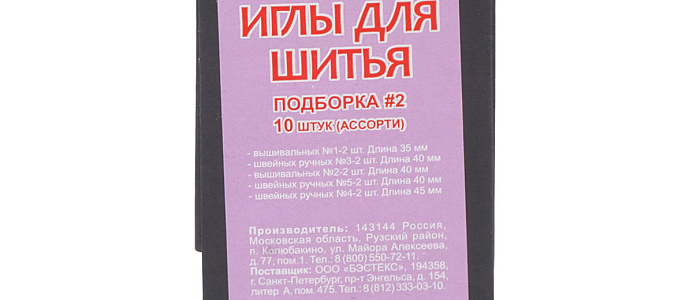 ИГЛЫ ДЛЯ
ШИТЬЯ
ПОДБОРКА #2
10 ШТУК (АССОРТИ)
- вышивальных №1-2 шт. Длина 35 мм
- швейных ручных №3-2 шт. Длина 40 мм
- вышивальных №2-2 шт. Длина 40 мм
- швейных ручных №5-2 шт. Длина 40 мм
- швейных ручных №4-2 шт. Длина 45 мм
Производитель: 143144 Россия,
Московская область, Рузский район,
п. Колюбакино, ул. Майора Алексеева,
д. 77, пом.1. Тел.: 8 (800) 550-72-11.
Поставщик: ООО «БЭСТЕКС», 194358,
г. Санкт-Петербург, пр-т Энгельса, д. 154,
литер А, пом. 475. Тел.: 8 (812) 333-03-10.